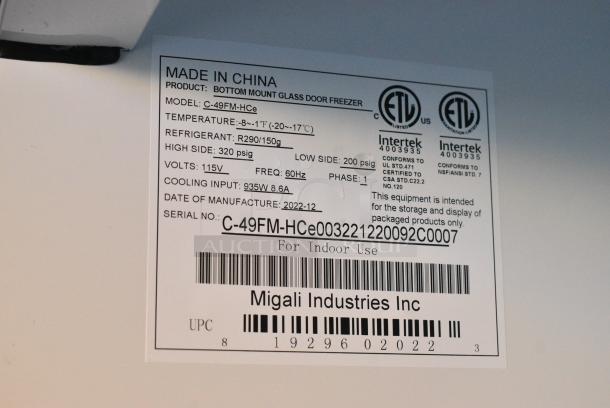 MADE IN CHINA
PRODUCT: BOTTOM MOUNT GLASS DOOR FREEZER
MODEL: C-49FM-HCe
TEMPERATURE: -8~-1℉(-20~-17℃)
REFRIGERANT: R290/150g
HIGH SIDE: 320 psig LOW SIDE: 200 psig
VOLTS: 115V FREQ: 60Hz PHASE: 1
COOLING INPUT: 935W 8.6A
DATE OF MANUFACTURE: 2022-12
SERIAL NO.: C-49FM-HCe003221220092C0007
C ETL ETL
Intertek Intertek
4003935 4003935
CONFORMS TO
UL STD.471
CERTIFIED TO
CSA STD.C22.2
NO.120
CONFORMS TO
NSF/ANSI STD. 7
This equipment is intended
for the storage and display of
packaged products only.
For Indoor Use
Migali Industries Inc
UPC
8 19296 02022 3